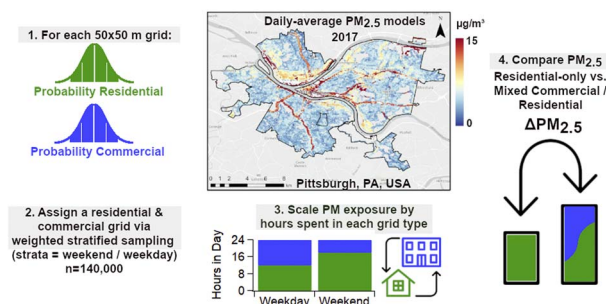 1. For each 50x50 m grid:
Probability Residential
Probability Commercial
2. Assign a residential &
commercial grid via
weighted stratified sampling
(strata = weekend / weekday)
n=140,000
Daily-average PM2.5 models
2017
Pittsburgh, PA, USA
µg/m³
15
10
3. Scale PM exposure by
hours spent in each grid type
Hours in Day
24
16
8
0
Weekday
Weekend
4. Compare PM2.5
Residential-only vs.
Mixed Commercial /
Residential
ΔPM2.5